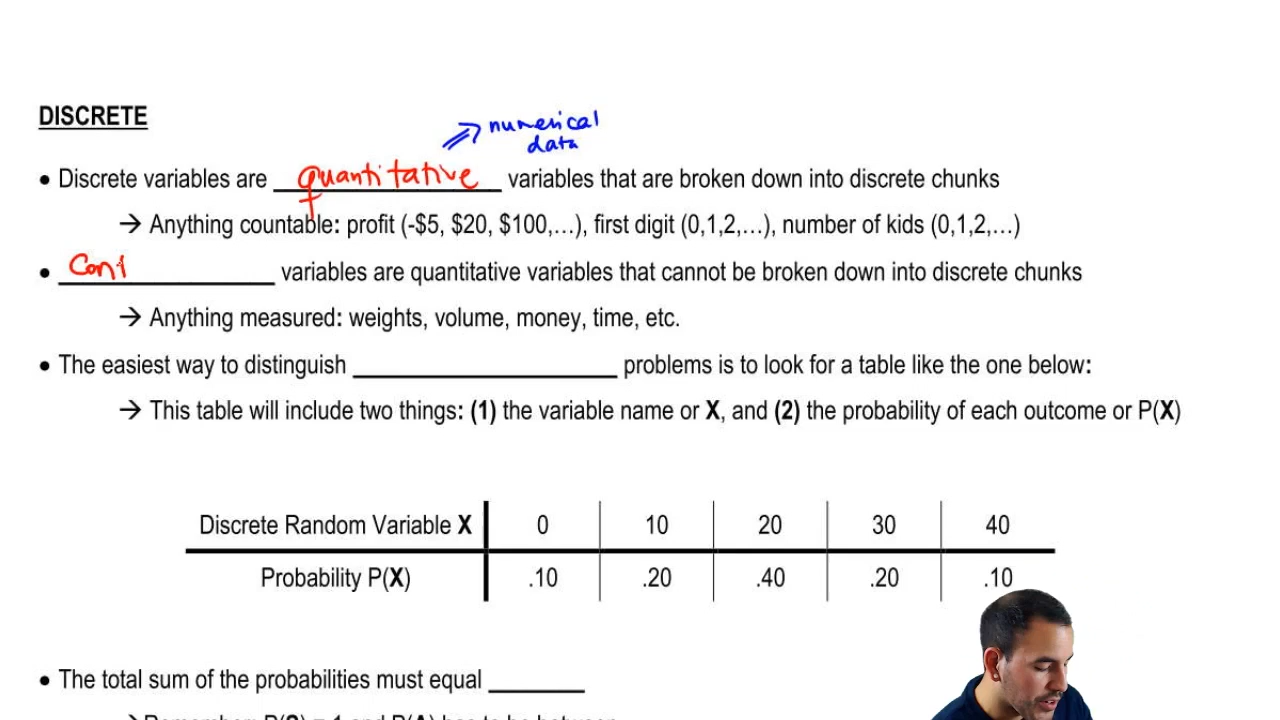 DISCRETE
numerical
data
• Discrete variables are quantitative variables that are broken down into discrete chunks
→ Anything countable: profit (-$5, $20, $100,…), first digit (0,1,2,…), number of kids (0,1,2,…)
• Cont variables are quantitative variables that cannot be broken down into discrete chunks
→ Anything measured: weights, volume, money, time, etc.
• The easiest way to distinguish ____________ problems is to look for a table like the one below:
→ This table will include two things: (1) the variable name or X, and (2) the probability of each outcome or P(X)
Discrete Random Variable X 0 10 20 30 40
Probability P(X) .10 .20 .40 .20 .10
• The total sum of the probabilities must equal ______